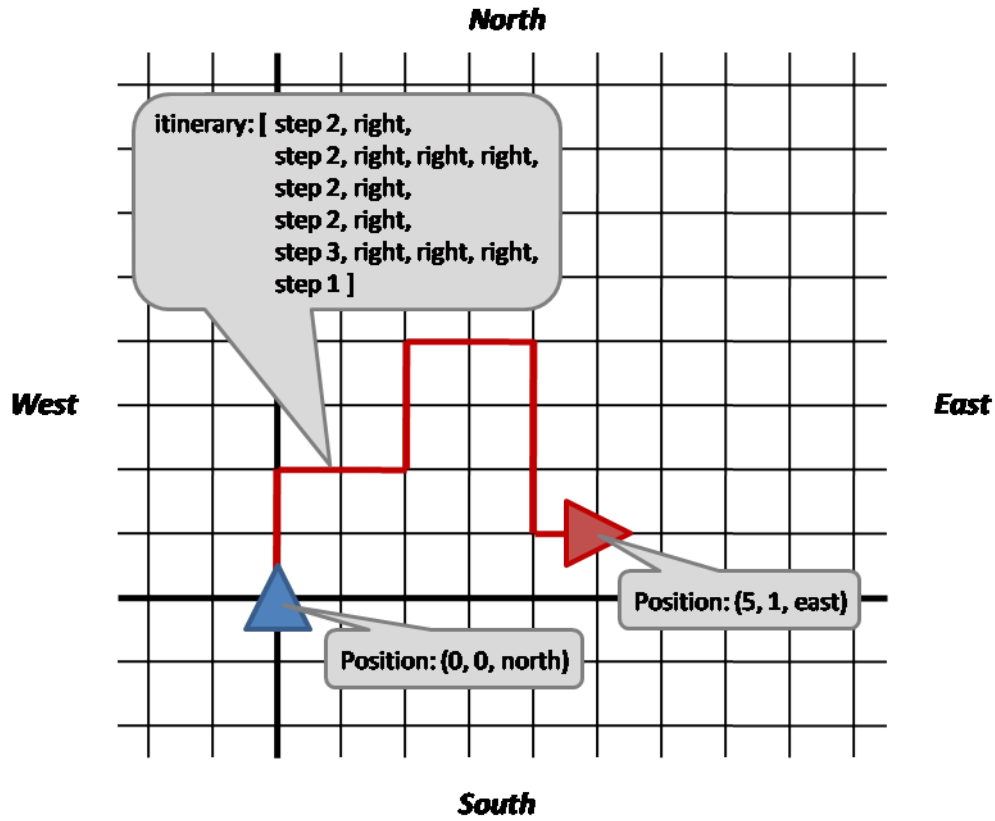 North
itinerary: [ step 2, right,
step 2, right, right, right,
step 2, right,
step 2, right,
step 3, right, right, right,
step 1 ]
West
East
Position: (5, 1, east)
Position: (0, 0, north)
South